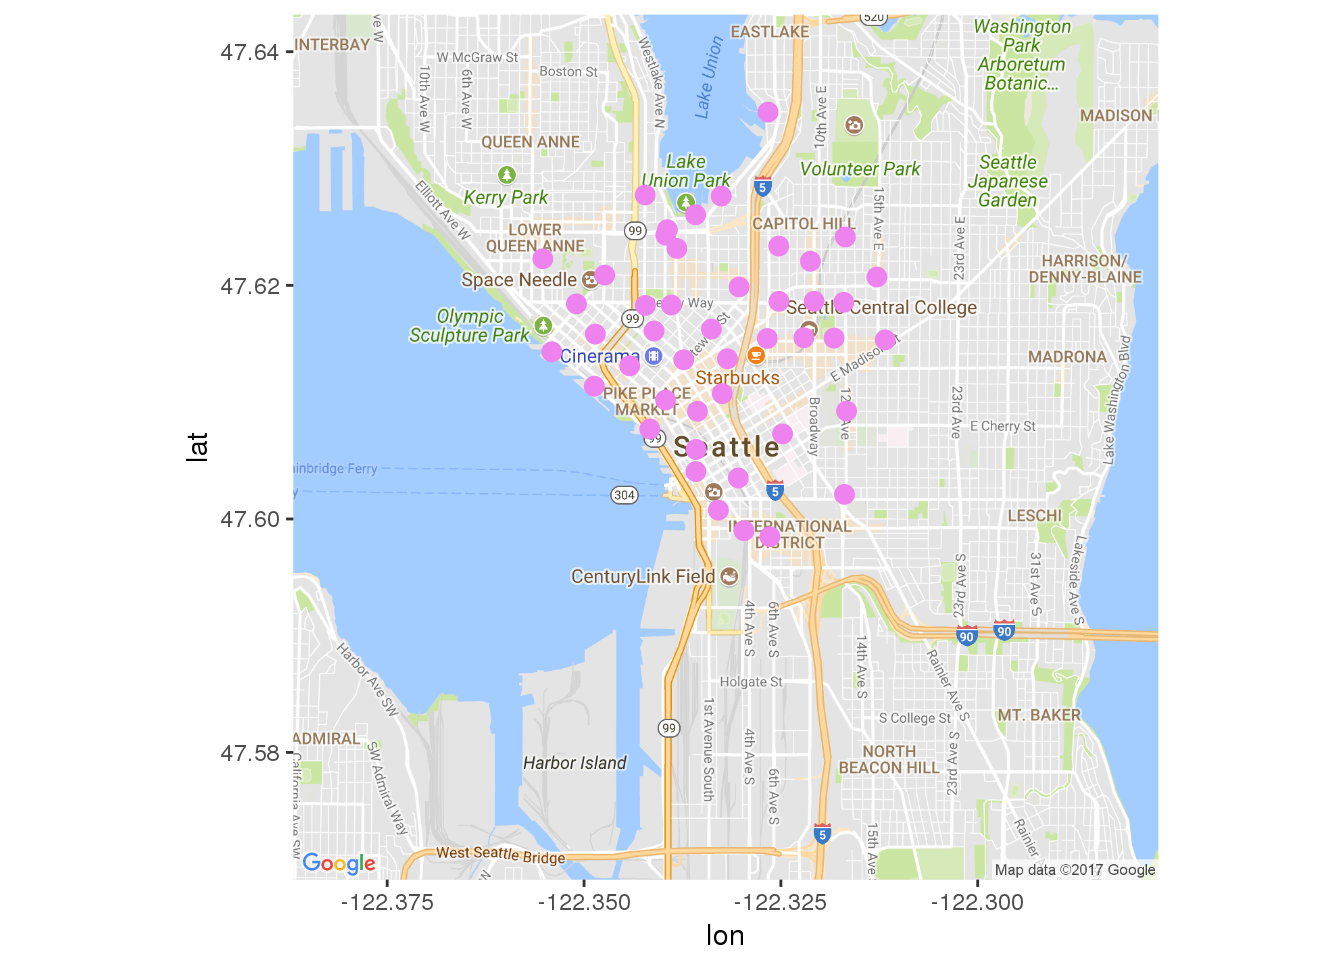 520
Washington
Park
Arboretum
Botanic...
EASTLAKE
INTERBAY
W McGraw St
Boston St
10th Ave W
6th Ave W
Westlake Ave N
Lake Union
10th Ave E
MADISON
QUEEN ANNE
Volunteer Park
Seattle
Japanese
Garden
Lake
Union Park
Kerry Park
5
Elliott Ave W
CAPITOL HILL
15th Ave E
23rd Ave E
LOWER
QUEEN ANNE
99
HARRISON/
DENNY-BLAINE
Space Needle
Olympic
Sculpture Park
99
Way
Seattle Central College
Cinerama
E Madison St
MADRONA
Lake Washington Blvd
Starbucks
PIKE PLACE
MARKET
Broadway
12th Ave
23rd Ave
E Cherry St
99
Seattle
ainbridge Ferry
304
5
LESCHI
INTERNATIONAL
DISTRICT
CenturyLink Field
4th Ave S
6th Ave S
23rd Ave S
31st Ave S
Lakeside Ave S
90
90
Harbor Ave SW
14th Ave S
Rainier Ave S
Holgate St
1st Avenue South
S College St
MT. BAKER
99
ADMIRAL
SW Admiral Way
California Ave SW
Harbor Island
4th Ave S
6th Ave S
NORTH
BEACON HILL
23rd Ave S
5
15th Ave
Rainier
West Seattle Bridge
Google
Map data ©2017 Google
47.64
47.62
47.60
47.58
lat
-122.375
-122.350
-122.325
-122.300
lon